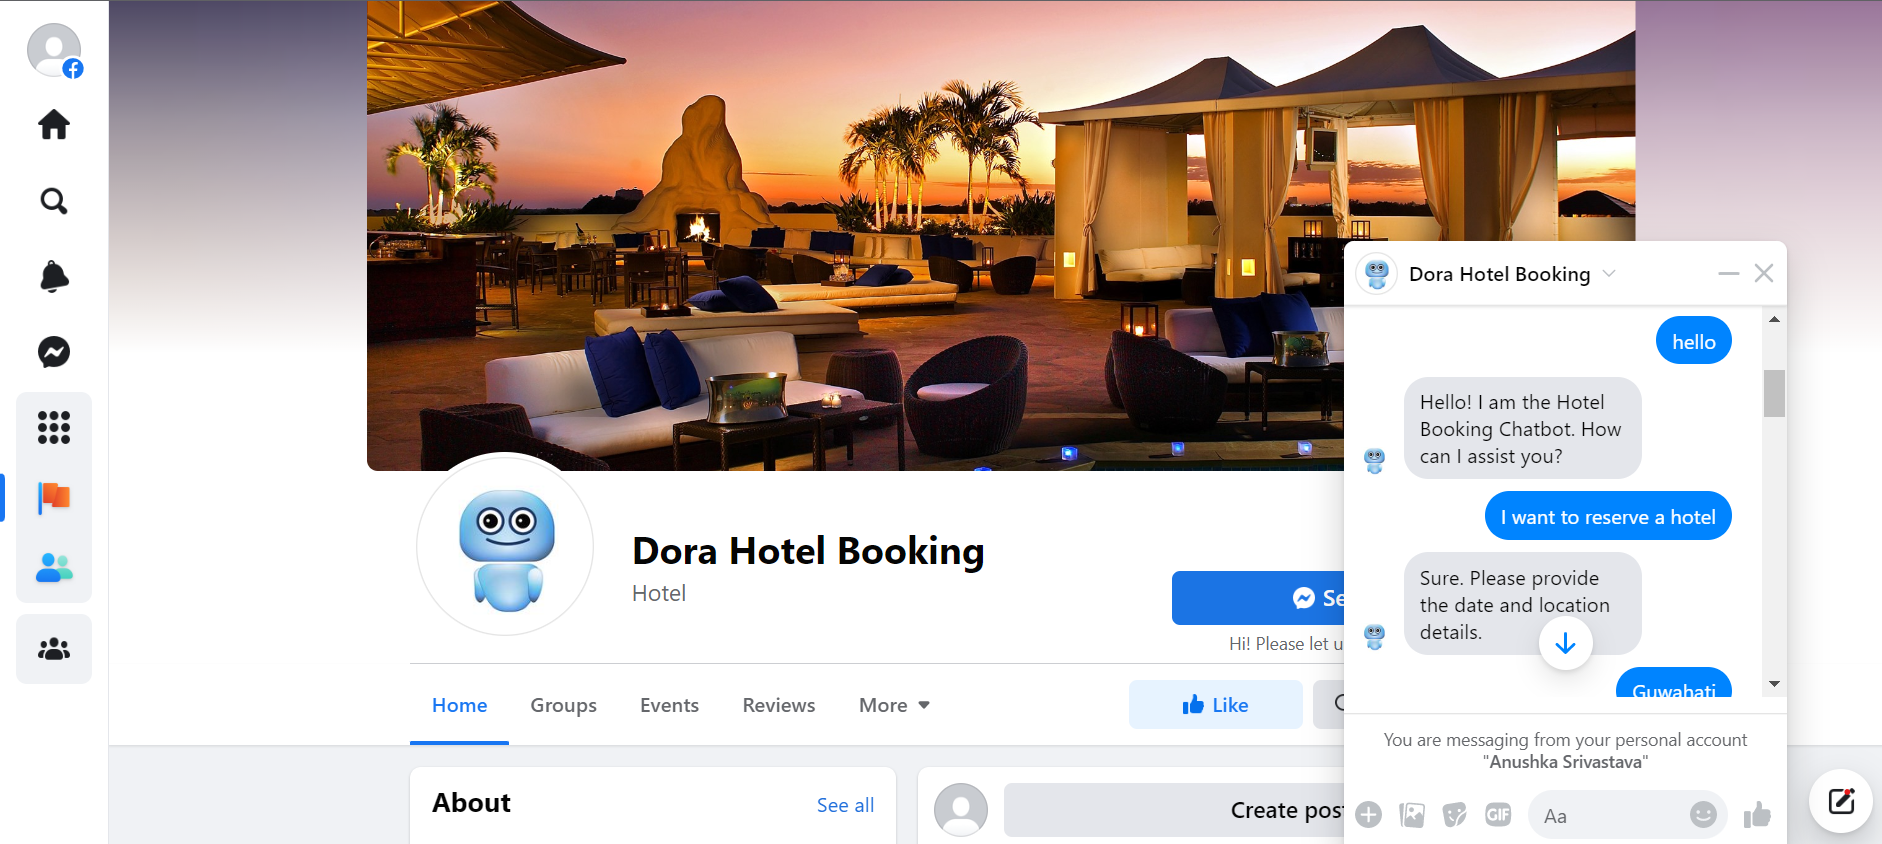 Dora Hotel Booking
Hotel
Se
Hi! Please let u
Home Groups Events Reviews More
Like
About See all
Create post
Dora Hotel Booking
hello
Hello! I am the Hotel
Booking Chatbot. How
can I assist you?
I want to reserve a hotel
Sure. Please provide
the date and location
details.
Guwahati
You are messaging from your personal account
"Anushka Srivastava"
GIF
Aa